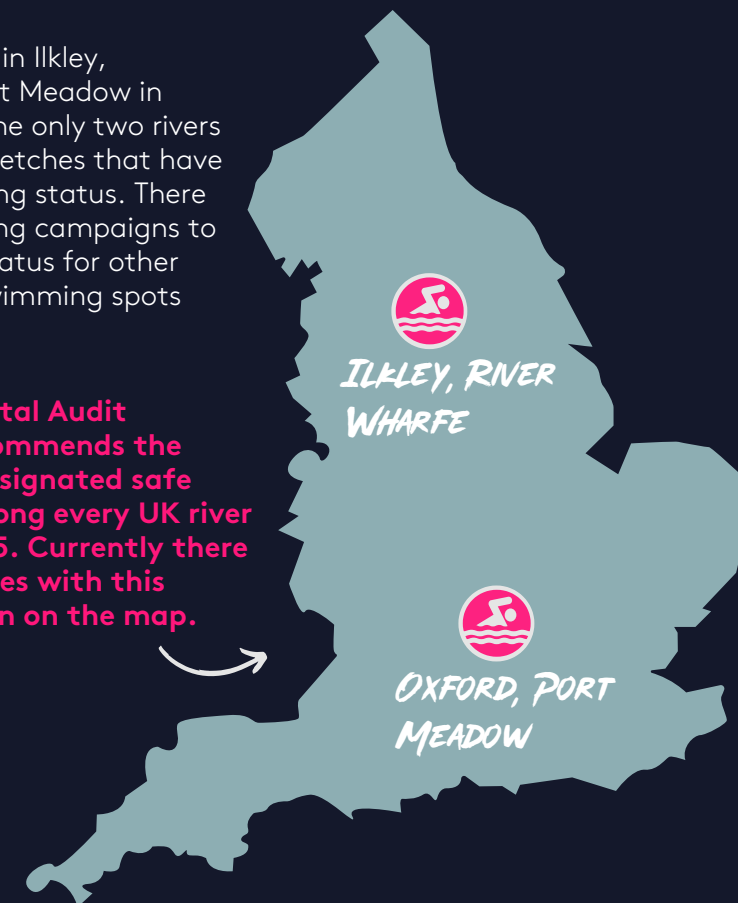 in Ilkley,
t Meadow in
he only two rivers
etches that have
ng status. There
ng campaigns to
atus for other
wimming spots
tal Audit
ommends the
signated safe
ong every UK river
5. Currently there
es with this
n on the map.
Ilkley, River
Wharfe
Oxford, Port
Meadow